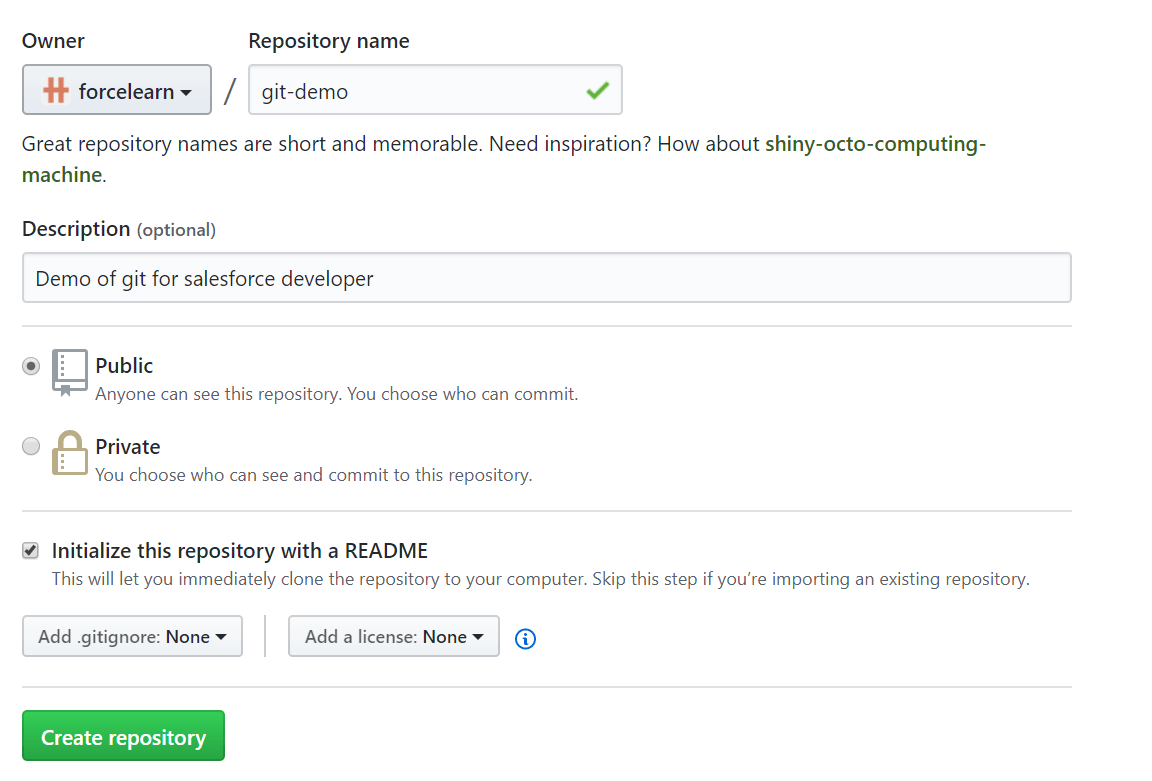 Owner
Repository name
forcelearn
/
git-demo
Great repository names are short and memorable. Need inspiration? How about shiny-octo-computing-
machine.
Description (optional)
Demo of git for salesforce developer
Public
Anyone can see this repository. You choose who can commit.
Private
You choose who can see and commit to this repository.
Initialize this repository with a README
This will let you immediately clone the repository to your computer. Skip this step if you’re importing an existing repository.
Add .gitignore: None
Add a license: None
Create repository